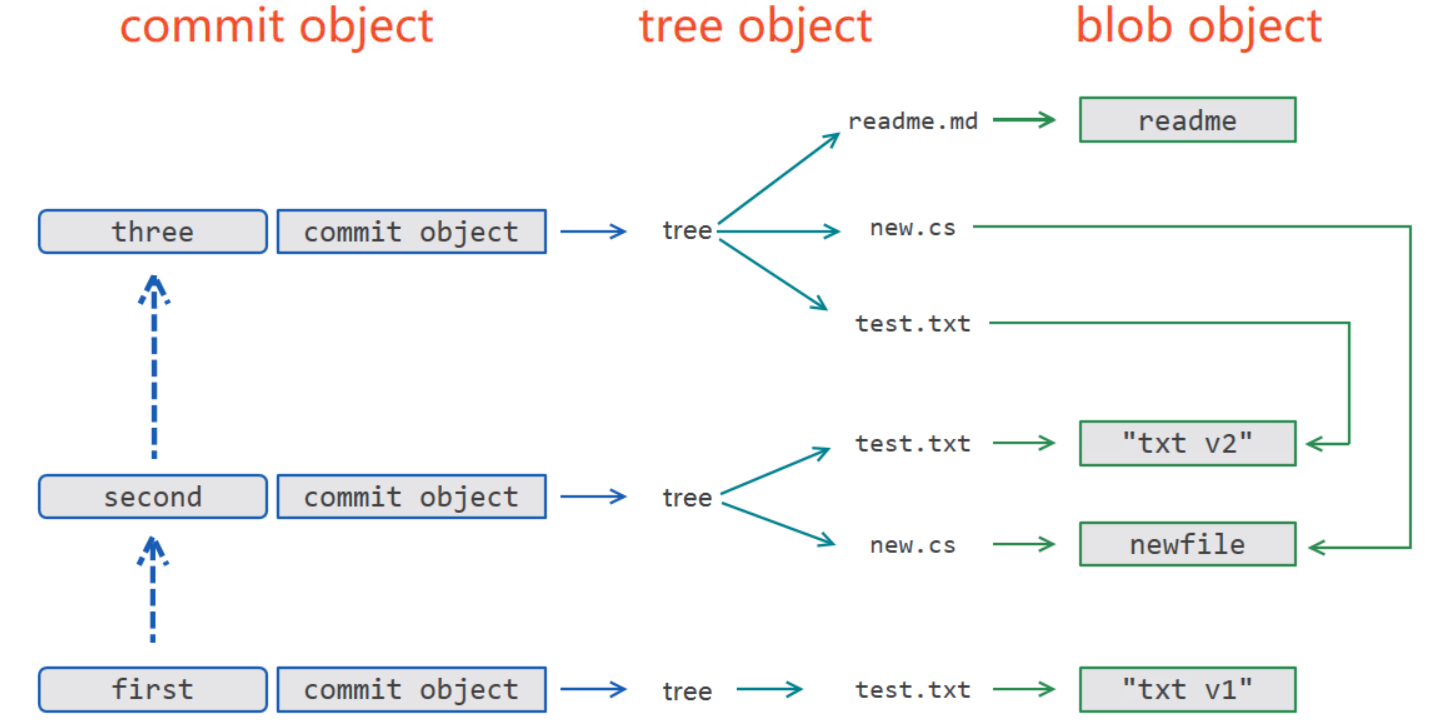 commit object tree object blob object
readme.md readme
three commit object tree new.cs
test.txt
test.txt "txt v2"
second commit object tree
new.cs newfile
first commit object tree test.txt "txt v1"